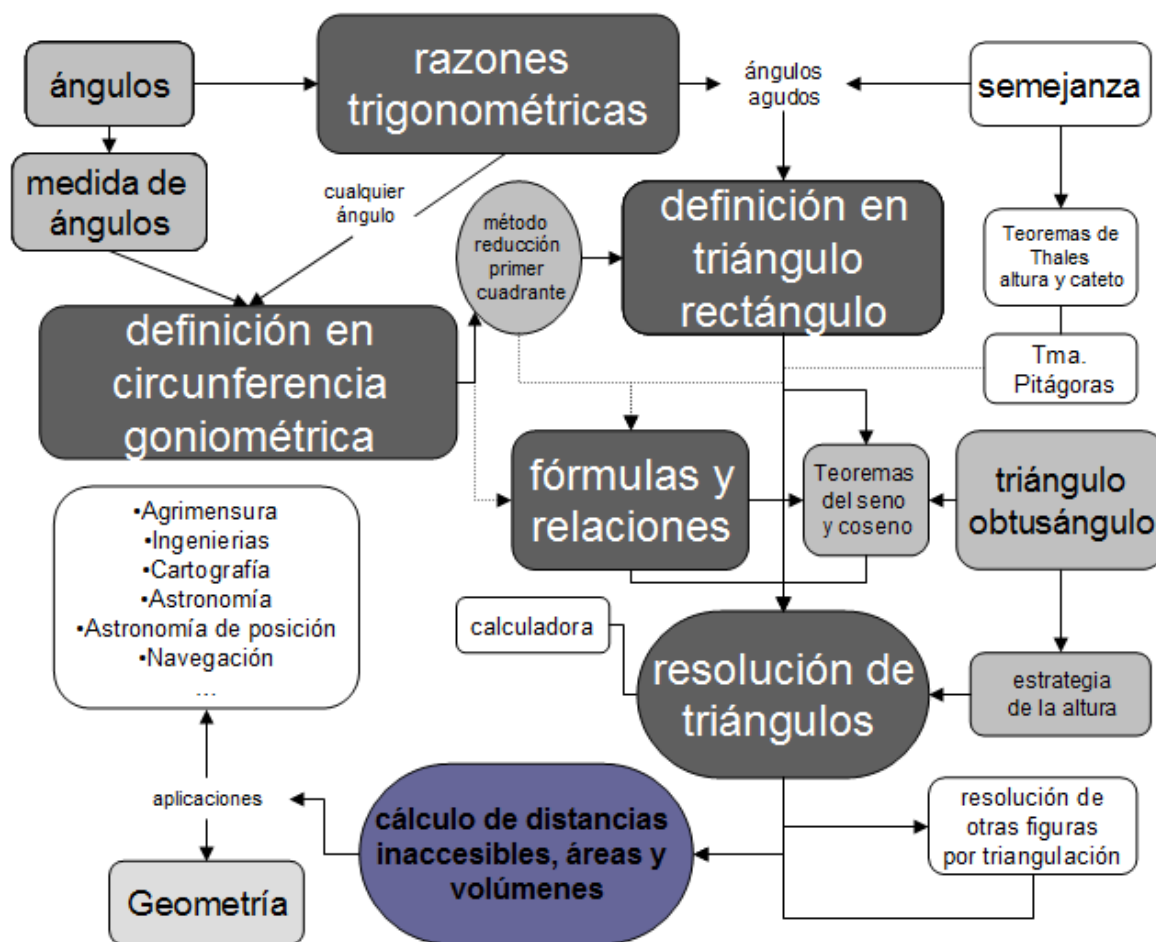 ángulos
razones
trigonométricas
ángulos
agudos
semejanza
medida de
ángulos
cualquier
ángulo
método
reducción
primer
cuadrante
definición en
triángulo
rectángulo
Teoremas de
Thales
altura y cateto
definición en
circunferencia
goniométrica
Tma.
Pitágoras
fórmulas y
relaciones
Teoremas
del seno
y coseno
triángulo
obtusángulo
•Agrimensura
•Ingenierias
•Cartografía
•Astronomía
•Astronomía de posición
•Navegación
...
calculadora
resolución de
triángulos
estrategia
de la altura
aplicaciones
cálculo de distancias
inaccesibles, áreas y
volúmenes
resolución de
otras figuras
por triangulación
Geometría